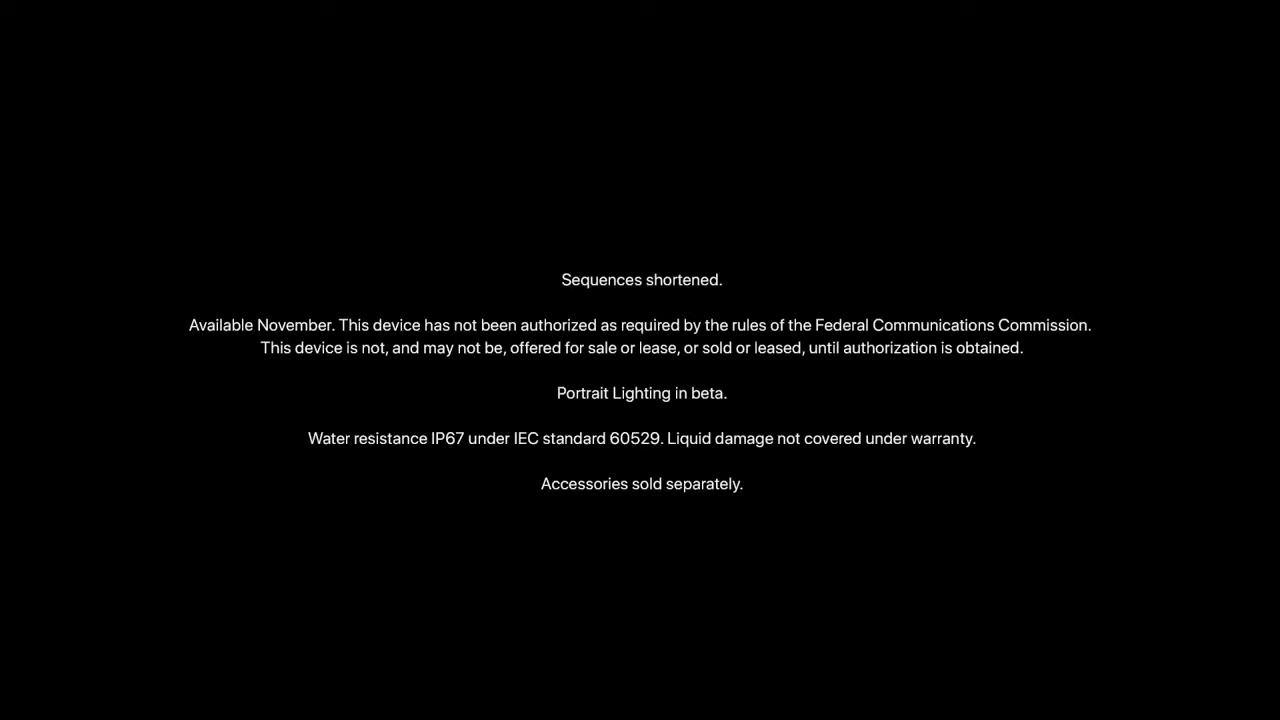 Sequences shortened.
Available November. This device has not been authorized as required by the rules of the Federal Communications Commission.
This device is not, and may not be, offered for sale or lease, or sold or leased, until authorization is obtained.
Portrait Lighting in beta.
Water resistance IP67 under IEC standard 60529. Liquid damage not covered under warranty.
Accessories sold separately.